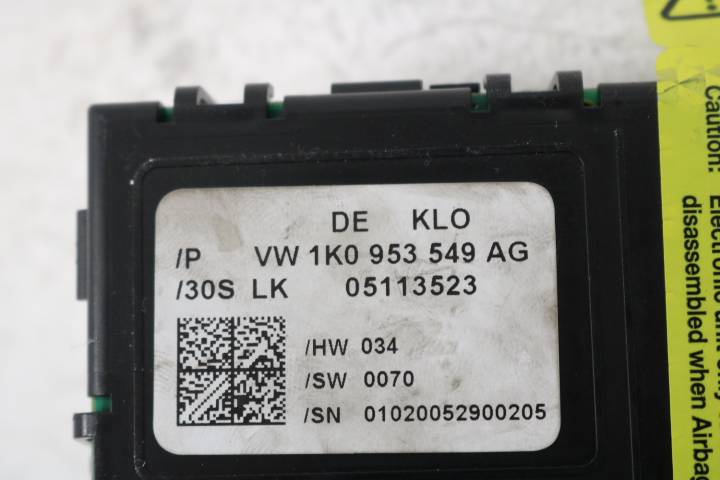 DE KLO
/P VW 1K0 953 549 AG
/30S LK 05113523
/HW 034
/SW 0070
/SN 01020052900205
Caution:
disassembled when Airbag